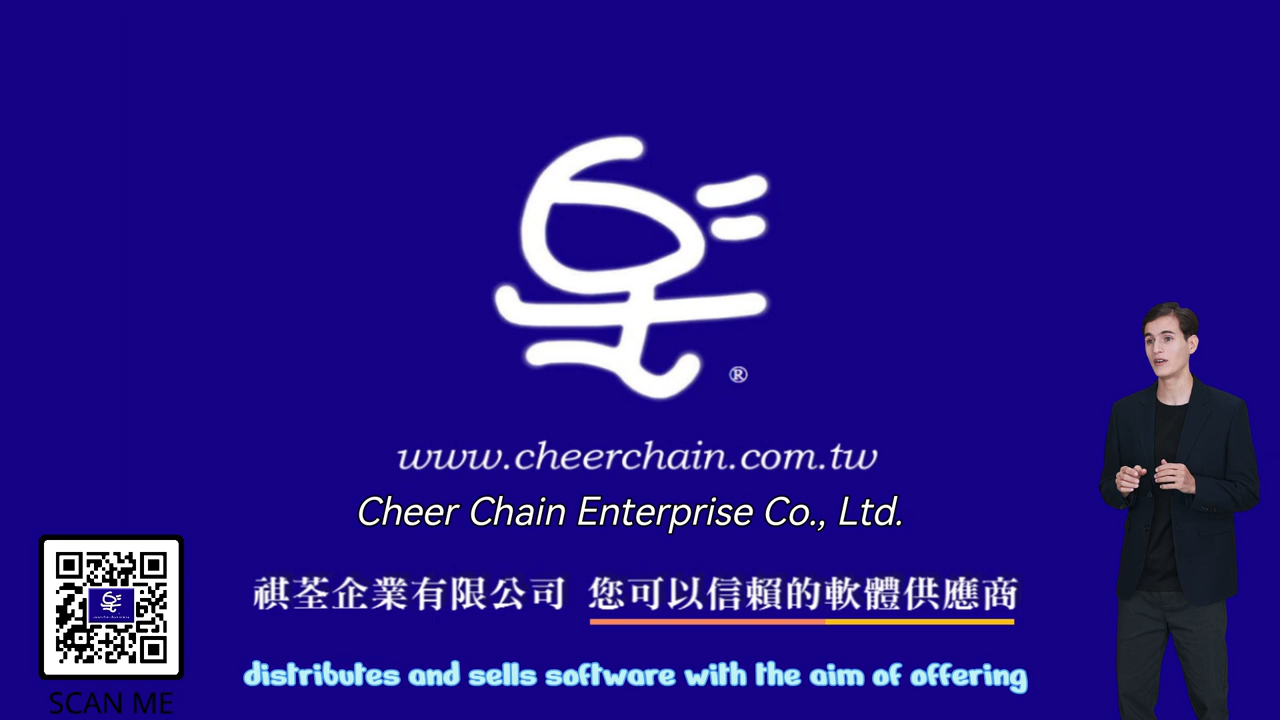 ®
www.cheerchain.com.tw
Cheer Chain Enterprise Co., Ltd.
祺荃企業有限公司 您可以信賴的軟體供應商
distributes and sells software with the aim of offering
SCAN ME